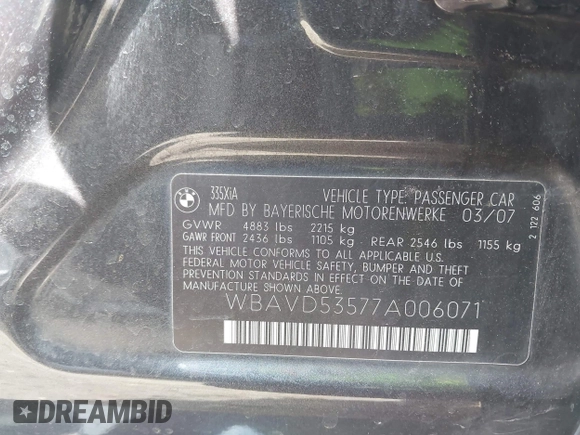 BMW
335XiA
VEHICLE TYPE: PASSENGER CAR
MFD BY BAYERISCHE MOTORENWERKE 03/07
GVWR 4883 lbs 2215 kg
GAWR FRONT 2436 lbs 1105 kg - REAR 2546 lbs 1155 kg
THIS VEHICLE CONFORMS TO ALL APPLICABLE U.S.
FEDERAL MOTOR VEHICLE SAFETY, BUMPER AND THEFT
PREVENTION STANDARDS IN EFFECT ON THE DATE OF
MANUFACTURE SHOWN ABOVE.
WBAVD53577A006071
2 122 606
DREAMBID